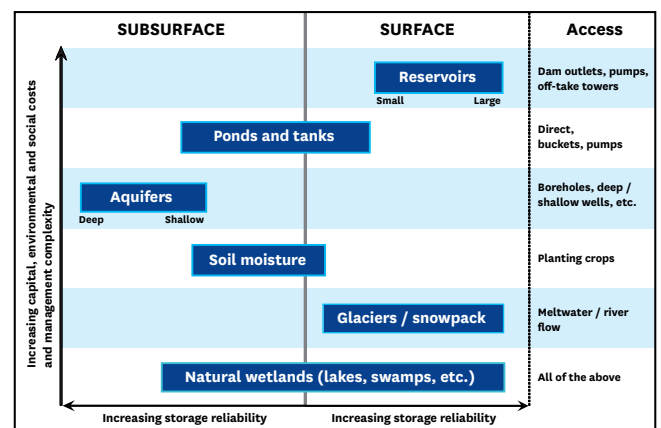 SUBSURFACE
SURFACE
Access
Increasing capital, environmental and social costs
and management complexity
Reservoirs
Small
Large
Dam outlets, pumps,
off-take towers
Ponds and tanks
Direct,
buckets, pumps
Aquifers
Deep
Shallow
Boreholes, deep /
shallow wells, etc.
Soil moisture
Planting crops
Glaciers / snowpack
Meltwater / river
flow
Natural wetlands (lakes, swamps, etc.)
All of the above
Increasing storage reliability
Increasing storage reliability